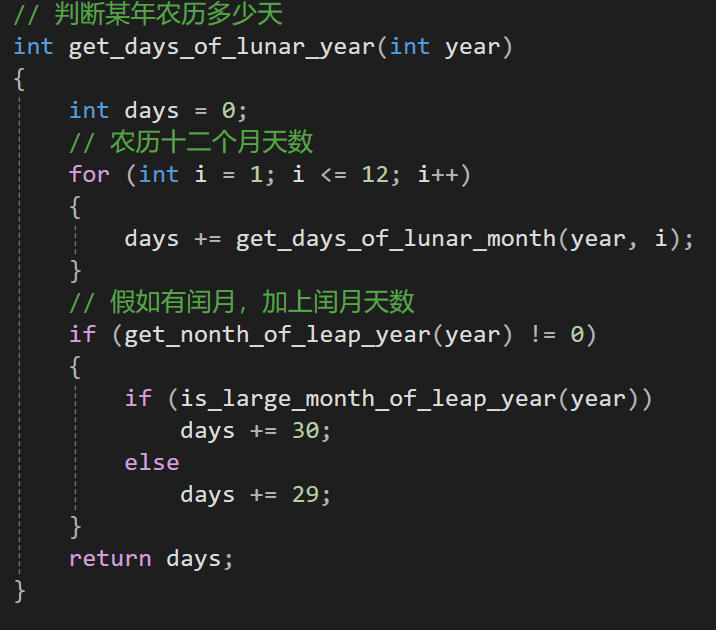 // 判断某年农历多少天
int get_days_of_lunar_year(int year)
{
    int days = 0;
    // 农历十二个月天数
    for (int i = 1; i <= 12; i++)
    {
        days += get_days_of_lunar_month(year, i);
    }
    // 假如有闰月，加上闰月天数
    if (get_nonth_of_leap_year(year) != 0)
    {
        if (is_large_month_of_leap_year(year))
            days += 30;
        else
            days += 29;
    }
    return days;
}